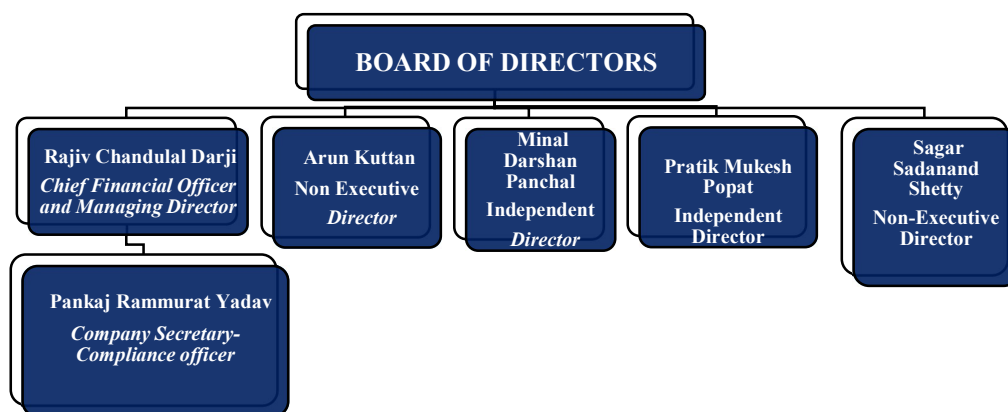 BOARD OF DIRECTORS
Rajiv Chandulal Darji
Chief Financial Officer
and Managing Director
Arun Kuttan
Non Executive
Director
Minal
Darshan
Panchal
Independent
Director
Pratik Mukesh
Popat
Independent
Director
Sagar
Sadanand
Shetty
Non-Executive
Director
Pankaj Rammurat Yadav
Company Secretary-
Compliance officer